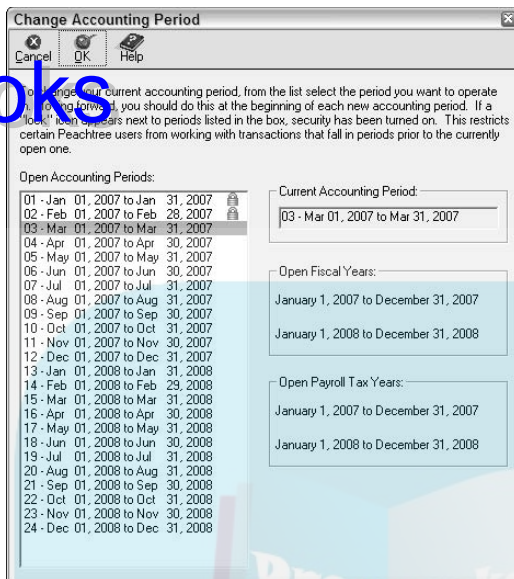 Change Accounting Period
Cancel OK Help
oks
your current accounting period, from the list select the period you want to operate
forward, you should do this at the beginning of each new accounting period. If a
"lock" icon appears next to periods listed in the box, security has been turned on. This restricts
certain Peachtree users from working with transactions that fall in periods prior to the currently
open one.
Open Accounting Periods:
01 - Jan 01, 2007 to Jan 31, 2007
02 - Feb 01, 2007 to Feb 28, 2007
03 - Mar 01, 2007 to Mar 31, 2007
04 - Apr 01, 2007 to Apr 30, 2007
05 - May 01, 2007 to May 31, 2007
06 - Jun 01, 2007 to Jun 30, 2007
07 - Jul 01, 2007 to Jul 31, 2007
08 - Aug 01, 2007 to Aug 31, 2007
09 - Sep 01, 2007 to Sep 30, 2007
10 - Oct 01, 2007 to Oct 31, 2007
11 - Nov 01, 2007 to Nov 30, 2007
12 - Dec 01, 2007 to Dec 31, 2007
13 - Jan 01, 2008 to Jan 31, 2008
14 - Feb 01, 2008 to Feb 29, 2008
15 - Mar 01, 2008 to Mar 31, 2008
16 - Apr 01, 2008 to Apr 30, 2008
17 - May 01, 2008 to May 31, 2008
18 - Jun 01, 2008 to Jun 30, 2008
19 - Jul 01, 2008 to Jul 31, 2008
20 - Aug 01, 2008 to Aug 31, 2008
21 - Sep 01, 2008 to Sep 30, 2008
22 - Oct 01, 2008 to Oct 31, 2008
23 - Nov 01, 2008 to Nov 30, 2008
24 - Dec 01, 2008 to Dec 31, 2008
Current Accounting Period:
03 - Mar 01, 2007 to Mar 31, 2007
Open Fiscal Years:
January 1, 2007 to December 31, 2007
January 1, 2008 to December 31, 2008
Open Payroll Tax Years:
January 1, 2007 to December 31, 2007
January 1, 2008 to December 31, 2008